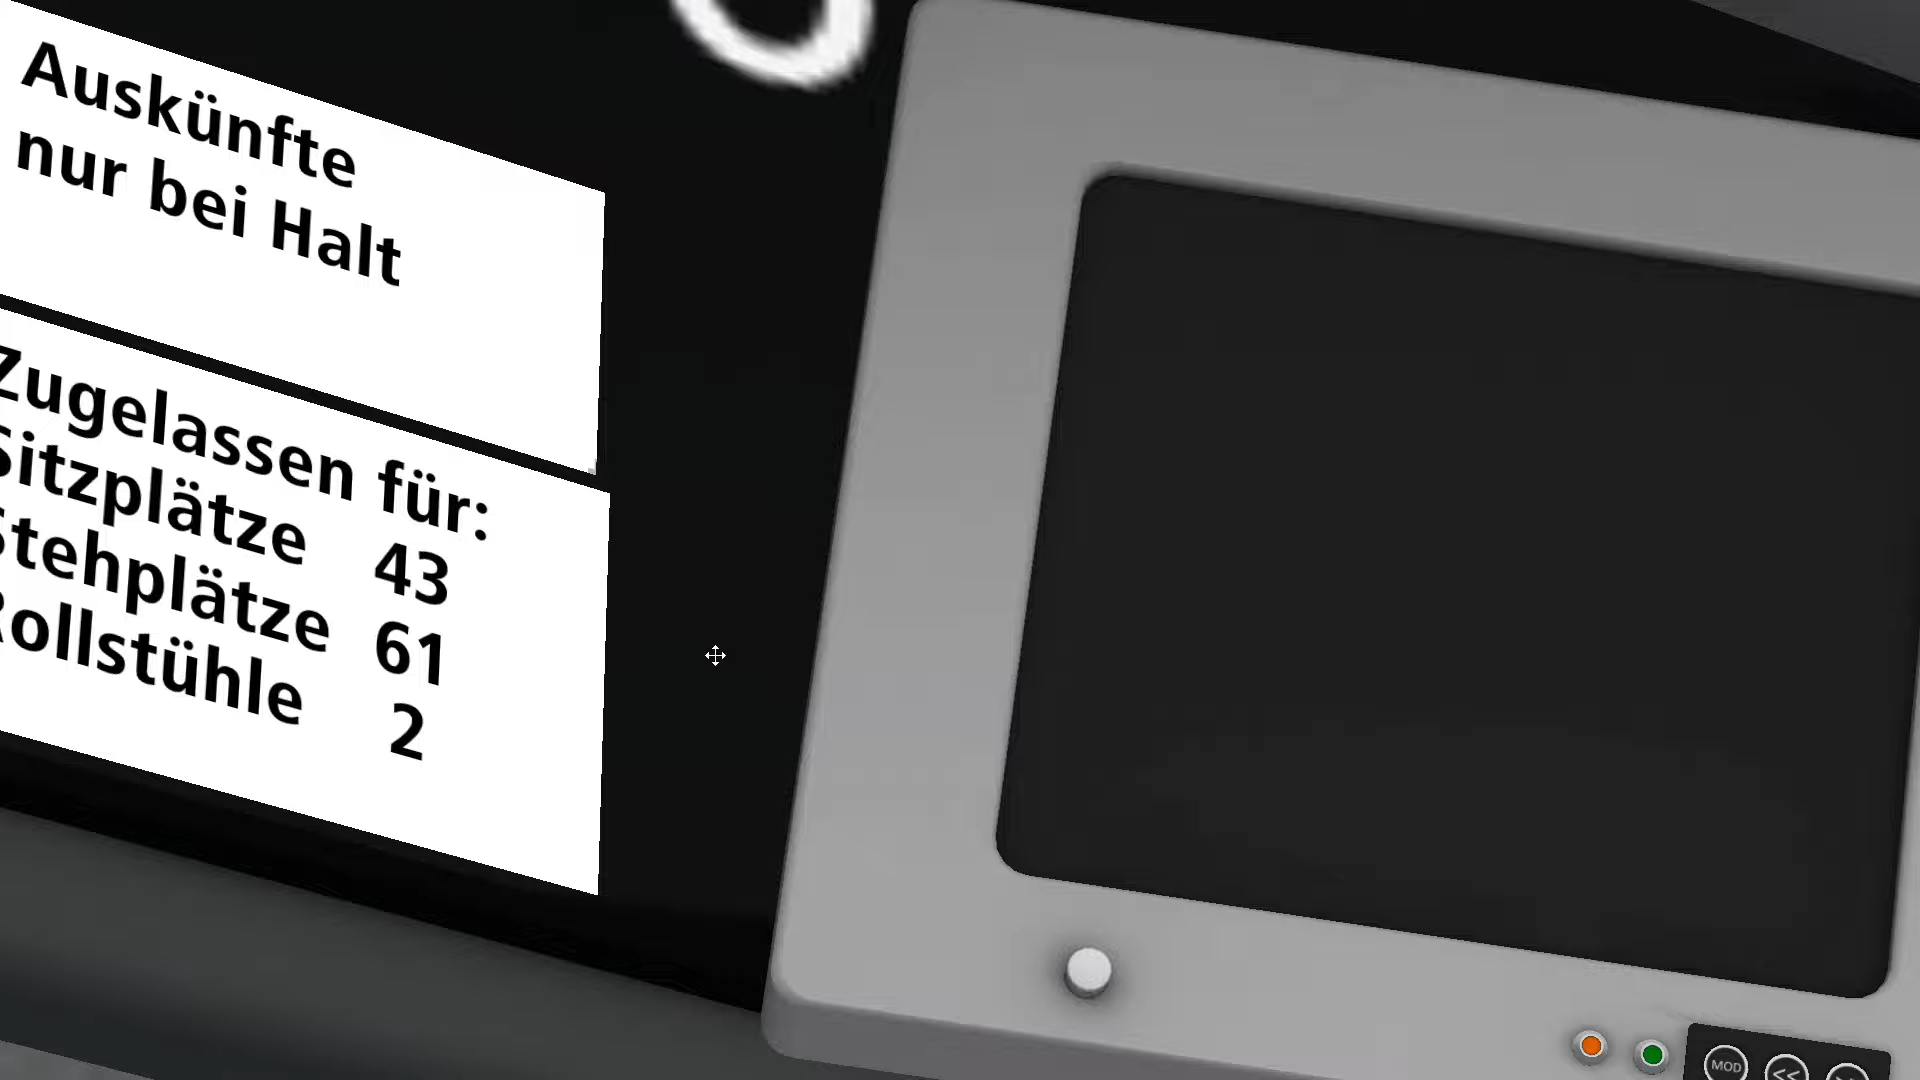 Auskünfte
nur bei Halt
Zugelassen für:
Sitzplätze 43
Stehplätze 61
Rollstühle 2
MOD
<<